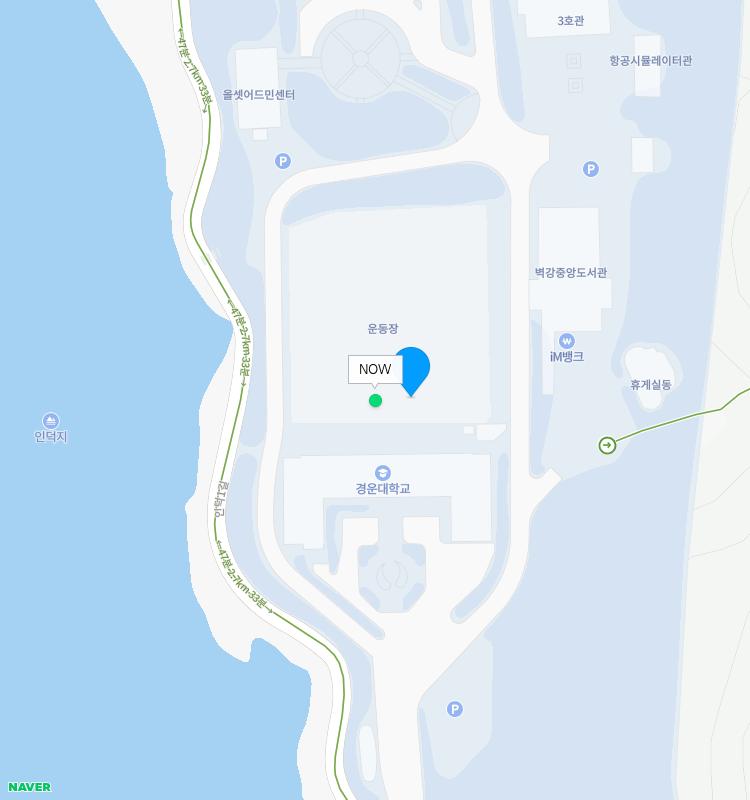 3호관
항공시뮬레이터관
←47분·2.7km·33분→
올셋어드민센터
P
P
벽강중앙도서관
←47분·2.7km·33분→
운동장
₩
iM뱅크
NOW
휴게실동
인덕지
경운대학교
인덕1길
←47분·2.7km·33분→
P
NAVER